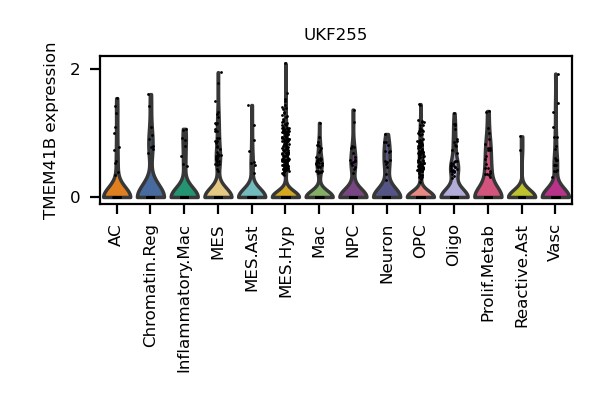 UKF255
TMEM41B expression
2
0
AC
Chromatin.Reg
Inflammatory.Mac
MES
MES.Ast
MES.Hyp
Mac
NPC
Neuron
OPC
Oligo
Prolif.Metab
Reactive.Ast
Vasc